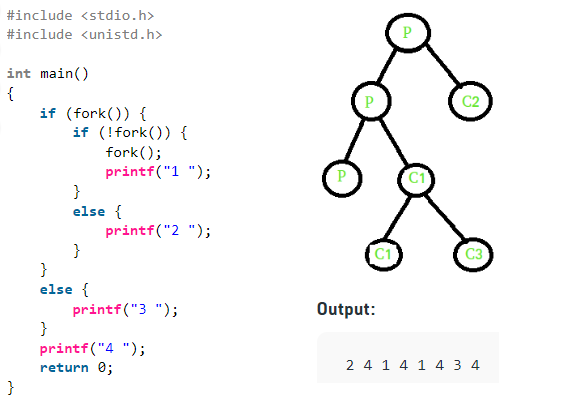 #include <stdio.h>
#include <unistd.h>
int main()
{
    if (fork()) {
        if (!fork()) {
            fork();
            printf("1 ");
        }
        else {
            printf("2 ");
        }
    }
    else {
        printf("3 ");
    }
    printf("4 ");
    return 0;
}
P
P C2
P C1
C1 C3
Output:
2 4 1 4 1 4 3 4